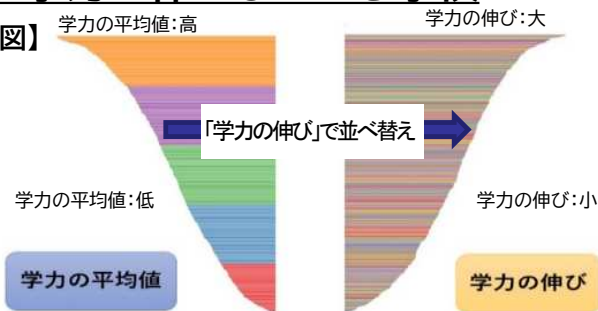 図】
学力の平均値:高
学力の伸び:大
「学力の伸び」で並べ替え
学力の平均値:低
学力の伸び:小
学力の平均値
学力の伸び